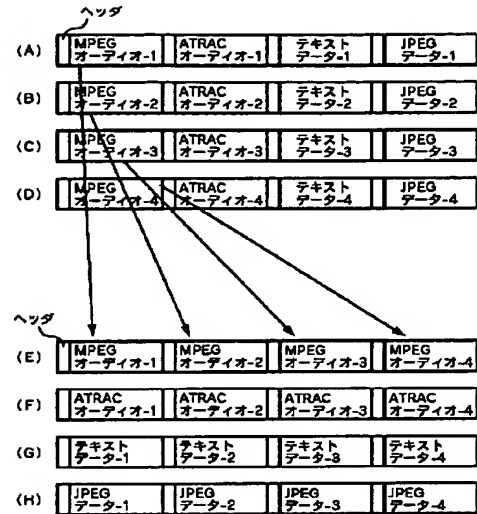 ヘッダ
(A) MPEG オーディオ-1 ATRAC オーディオ-1 テキスト データ-1 JPEG データ-1
(B) MPEG オーディオ-2 ATRAC オーディオ-2 テキスト データ-2 JPEG データ-2
(C) MPEG オーディオ-3 ATRAC オーディオ-3 テキスト データ-3 JPEG データ-3
(D) MPEG オーディオ-4 ATRAC オーディオ-4 テキスト データ-4 JPEG データ-4
ヘッダ
(E) MPEG オーディオ-1 MPEG オーディオ-2 MPEG オーディオ-3 MPEG オーディオ-4
(F) ATRAC オーディオ-1 ATRAC オーディオ-2 ATRAC オーディオ-3 ATRAC オーディオ-4
(G) テキスト データ-1 テキスト データ-2 テキスト データ-3 テキスト データ-4
(H) JPEG データ-1 JPEG データ-2 JPEG データ-3 JPEG データ-4